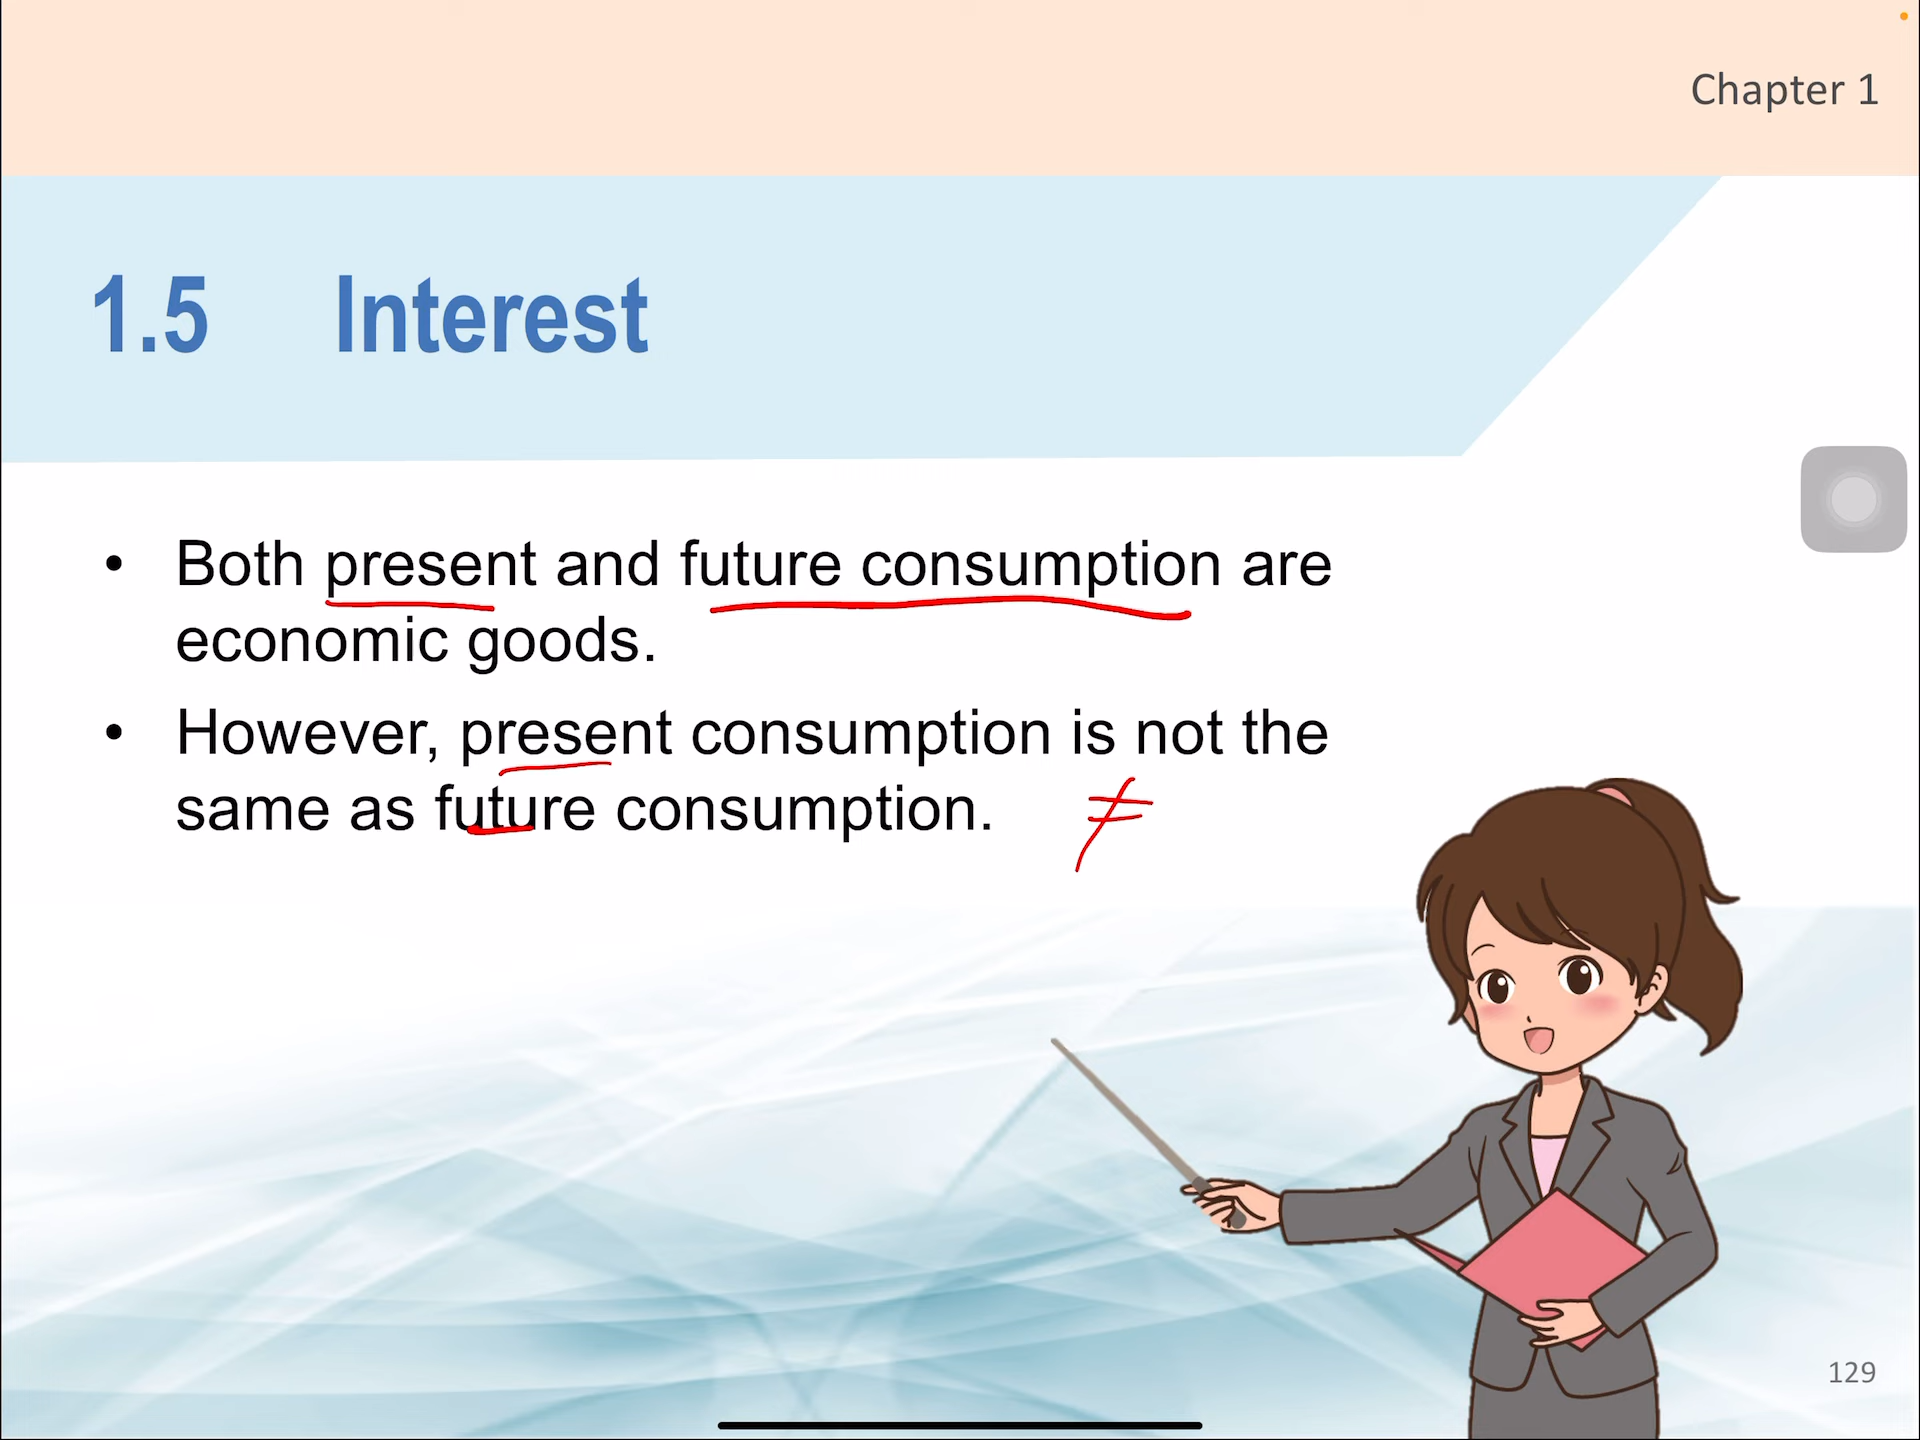 Chapter 1
1.5 Interest
• Both present and future consumption are
economic goods.
• However, present consumption is not the
same as future consumption.
≠
129